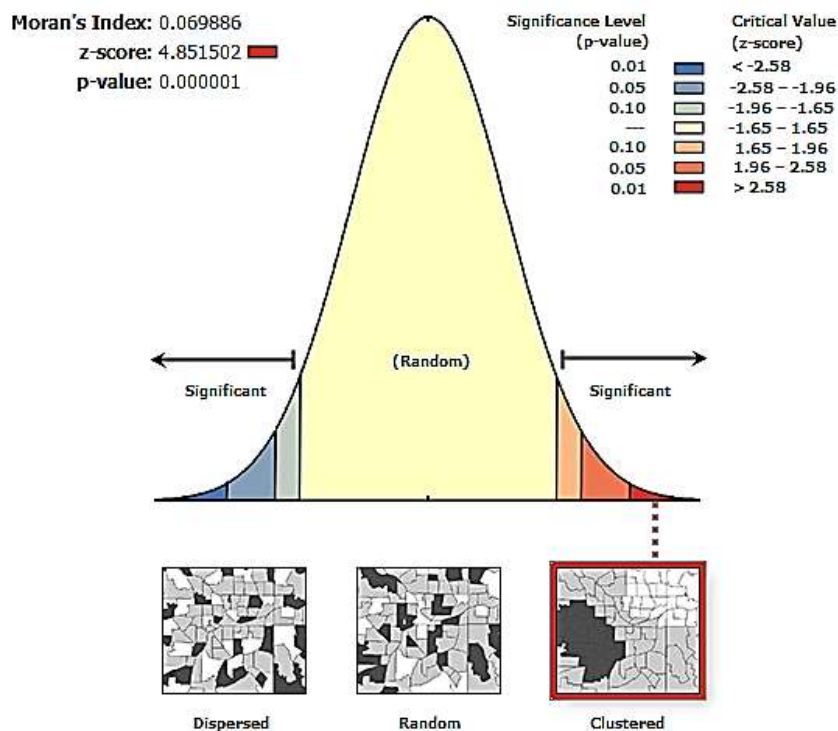 Moran's Index: 0.069886
z-score: 4.851502
p-value: 0.000001
Significance Level
(p-value)
Critical Value
(z-score)
0.01 < -2.58
0.05 -2.58 – -1.96
0.10 -1.96 – -1.65
--- -1.65 – 1.65
0.10 1.65 – 1.96
0.05 1.96 – 2.58
0.01 > 2.58
Significant
(Random)
Significant
Dispersed
Random
Clustered